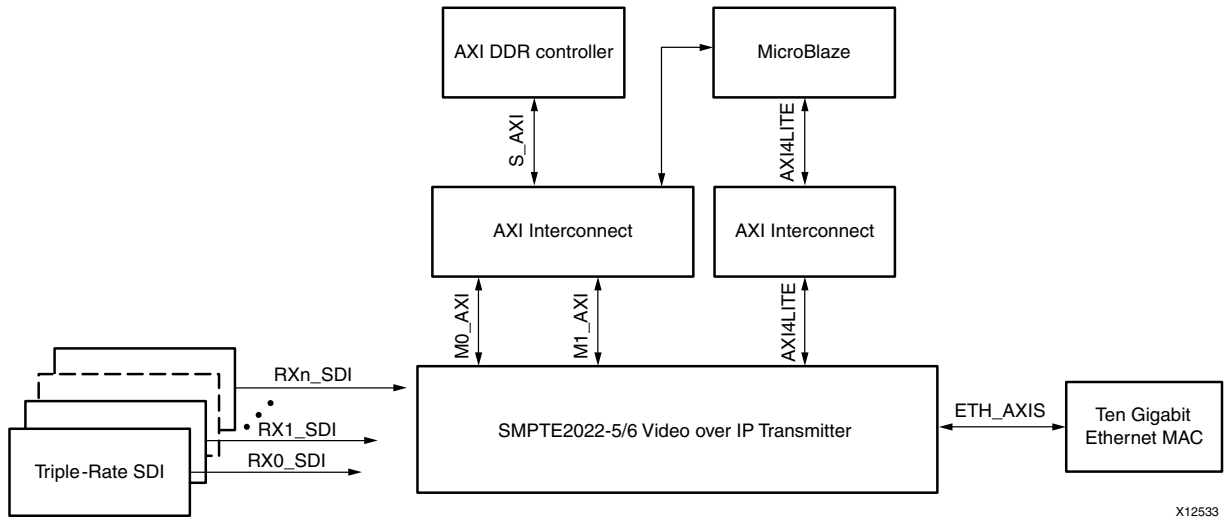 AXI DDR controller
MicroBlaze
S_AXI
AXI4LITE
AXI Interconnect
AXI Interconnect
M0_AXI
M1_AXI
AXI4LITE
RXn_SDI
RX1_SDI
RX0_SDI
Triple-Rate SDI
SMPTE2022-5/6 Video over IP Transmitter
ETH_AXIS
Ten Gigabit
Ethernet MAC
X12533